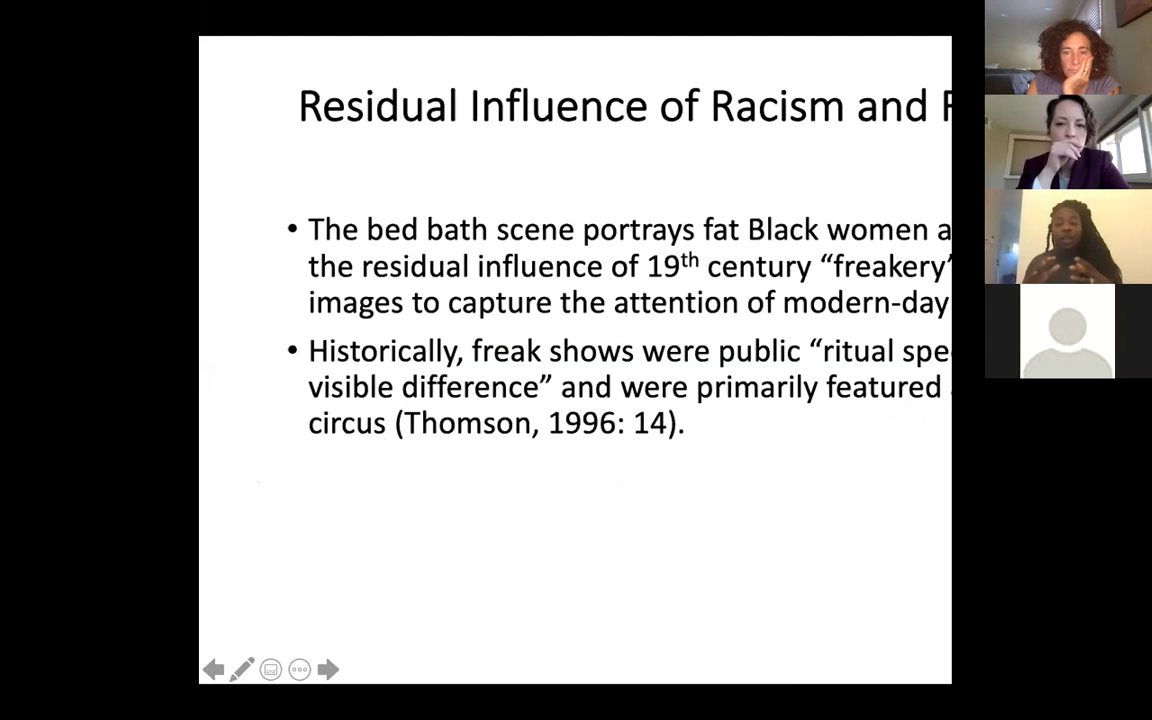 Residual Influence of Racism and
The bed bath scene portrays fat Black women
the residual influence of 19th century “freakery”
images to capture the attention of modern-day
• Historically, freak shows were public “ritual spe
visible difference” and were primarily featured
circus (Thomson, 1996: 14).